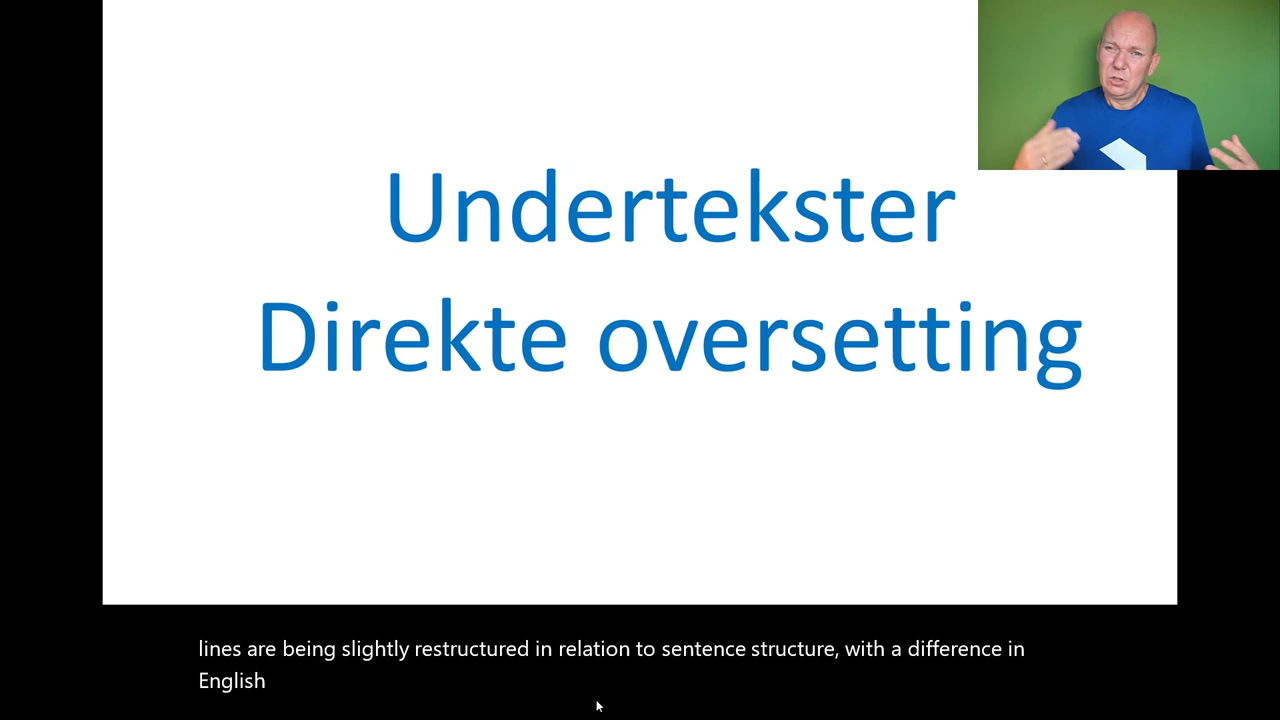 Undertekster
Direkte oversetting
lines are being slightly restructured in relation to sentence structure, with a difference in
English